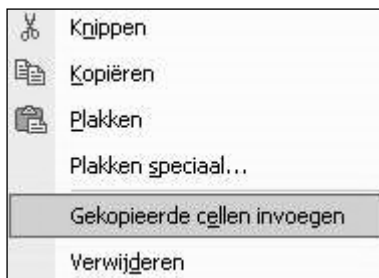 Knippen
Kopiëren
Plakken
Plakken speciaal...
Gekopieerde cellen invoegen
Verwijderen